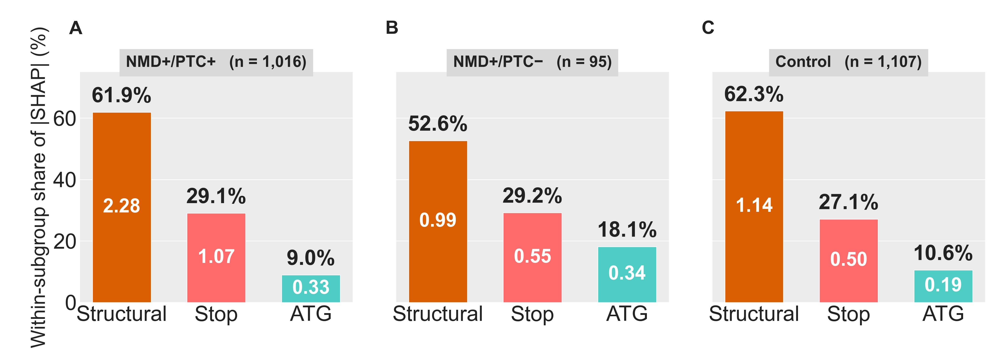 A
B
C
Within-subgroup share of |SHAP| (%)
NMD+/PTC+ (n = 1,016)
60
40
20
0
61.9%
2.28
29.1%
1.07
9.0%
0.33
Structural
Stop
ATG
NMD+/PTC− (n = 95)
52.6%
0.99
29.2%
0.55
18.1%
0.34
Structural
Stop
ATG
Control (n = 1,107)
62.3%
1.14
27.1%
0.50
10.6%
0.19
Structural
Stop
ATG